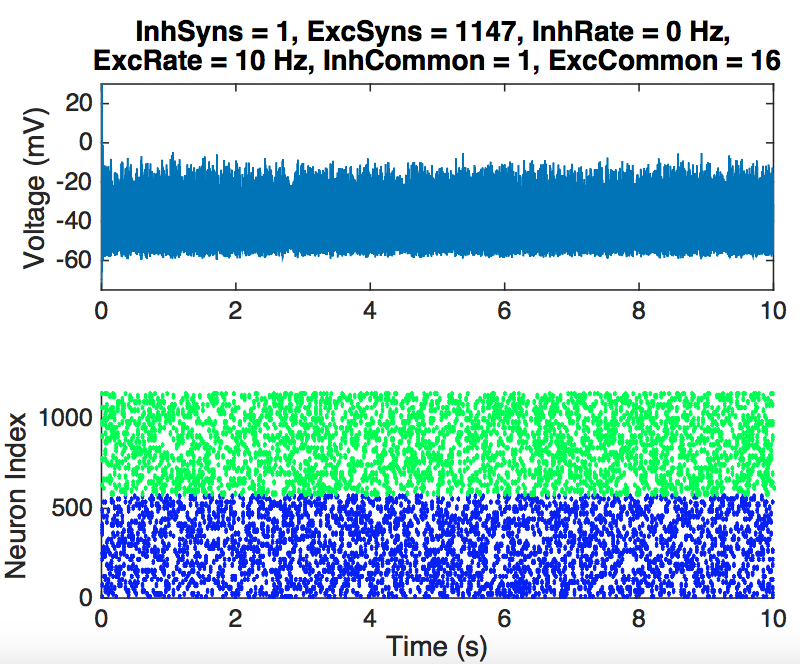 InhSyns = 1, ExcSyns = 1147, InhRate = 0 Hz,
ExcRate = 10 Hz, InhCommon = 1, ExcCommon = 16
Voltage (mV)
20
0
-20
-40
-60
0 2 4 6 8 10
Neuron Index
1000
500
0
0 2 4 6 8 10
Time (s)